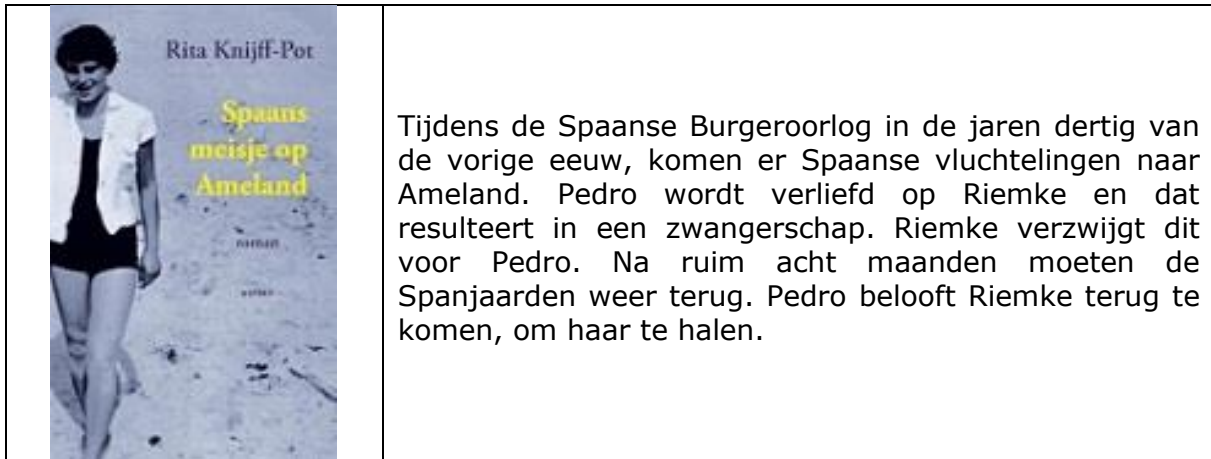 Rita Knijff-Pot
Spaans
meisje op
Ameland
roman
Tijdens de Spaanse Burgeroorlog in de jaren dertig van
de vorige eeuw, komen er Spaanse vluchtelingen naar
Ameland. Pedro wordt verliefd op Riemke en dat
resulteert in een zwangerschap. Riemke verzwijgt dit
voor Pedro. Na ruim acht maanden moeten de
Spanjaarden weer terug. Pedro belooft Riemke terug te
komen, om haar te halen.